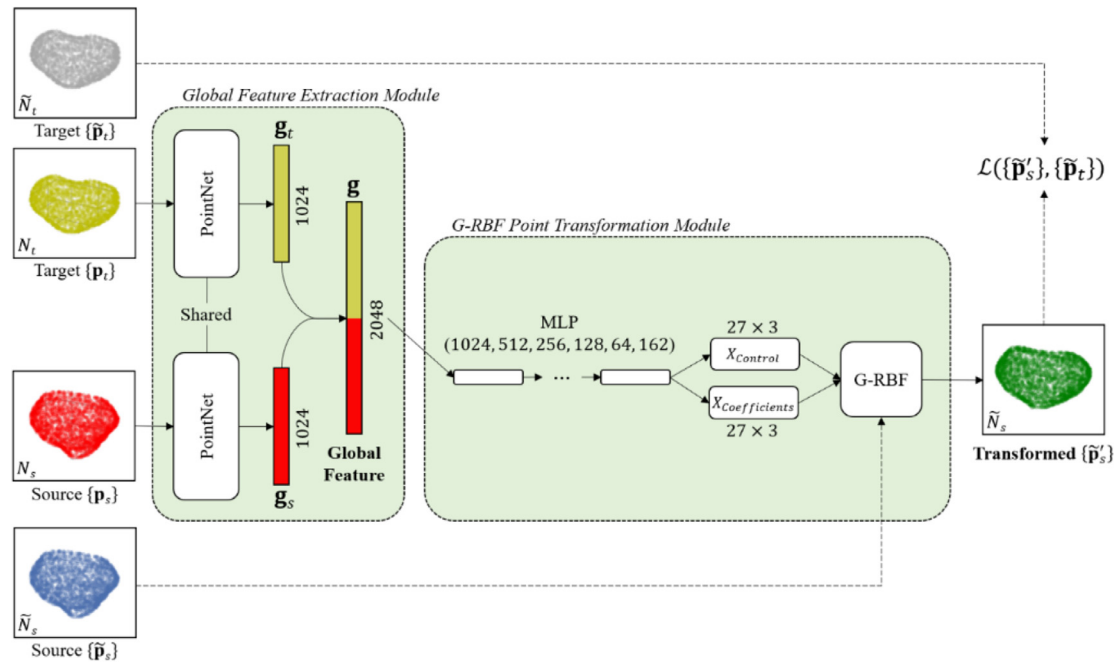 Ñ_t
Target {p̃_t}
Global Feature Extraction Module
N_t
Target {p_t}
PointNet
g_t
1024
g
2048
Shared
PointNet
1024
g_s
Global
Feature
N_s
Source {p_s}
Ñ_s
Source {p̃_s}
G-RBF Point Transformation Module
MLP
(1024, 512, 256, 128, 64, 162)
...
27 × 3
X_Control
X_Coefficients
27 × 3
G-RBF
ℒ({p̃′_s}, {p̃_t})
Ñ_s
Transformed {p̃′_s}